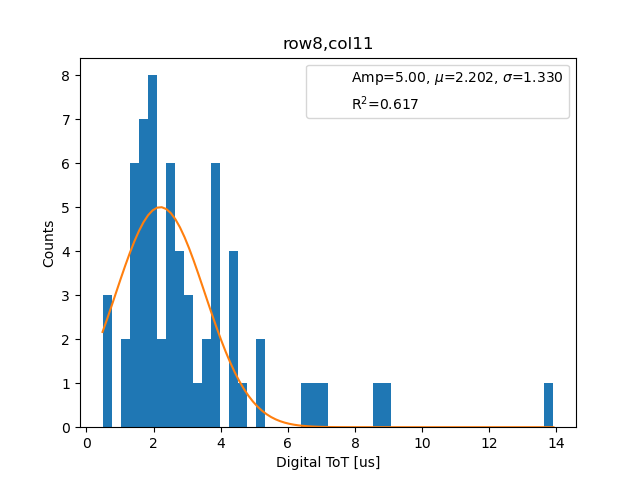 row8,col11
Amp=5.00, μ=2.202, σ=1.330
R²=0.617
Counts
8
7
6
5
4
3
2
1
0
0 2 4 6 8 10 12 14
Digital ToT [us]